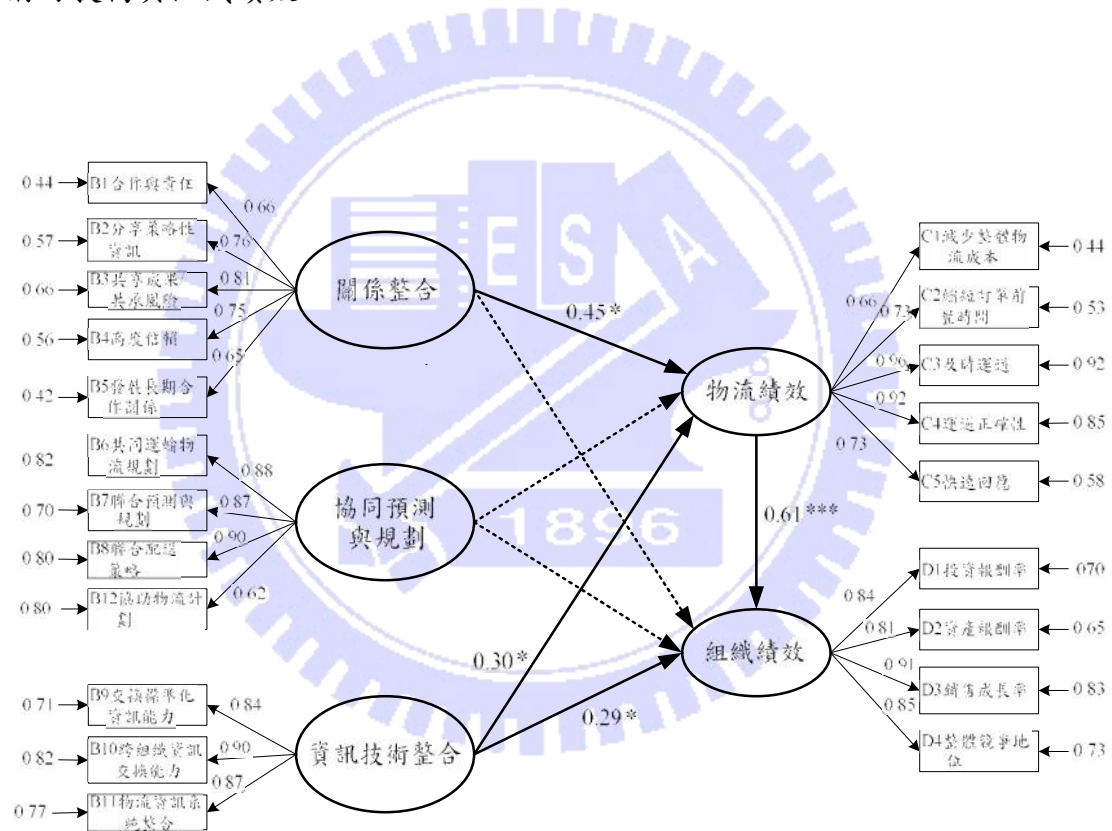 0.44
B1合作與責任
0.66
0.57
B2分享策略性
資訊
0.76
0.66
B3共享成果/
共承風險
0.81
0.56
B4高度信賴
0.75
0.42
B5發展長期合
作關係
0.65
關係整合
0.82
B6共同運輸物
流規劃
0.88
0.70
B7聯合預測與
規劃
0.87
0.80
B8聯合配送
策略
0.90
0.80
B12協助物流計
劃
0.62
協同預測
與規劃
0.71
B9交換標準化
資訊能力
0.84
0.82
B10跨組織資訊
交換能力
0.90
0.77
B11物流資訊系
統整合
0.87
資訊技術整合
0.45*
0.30*
0.29*
0.61***
物流績效
組織績效
0.66
C1減少整體物
流成本
0.44
0.73
C2縮短訂單前
置時間
0.53
0.96
C3及時運送
0.92
0.92
C4運送正確性
0.85
0.73
C5快速回應
0.58
0.84
D1投資報酬率
070
0.81
D2資產報酬率
0.65
0.91
D3銷售成長率
0.83
0.85
D4整體競爭地
位
0.73
E S A
1896